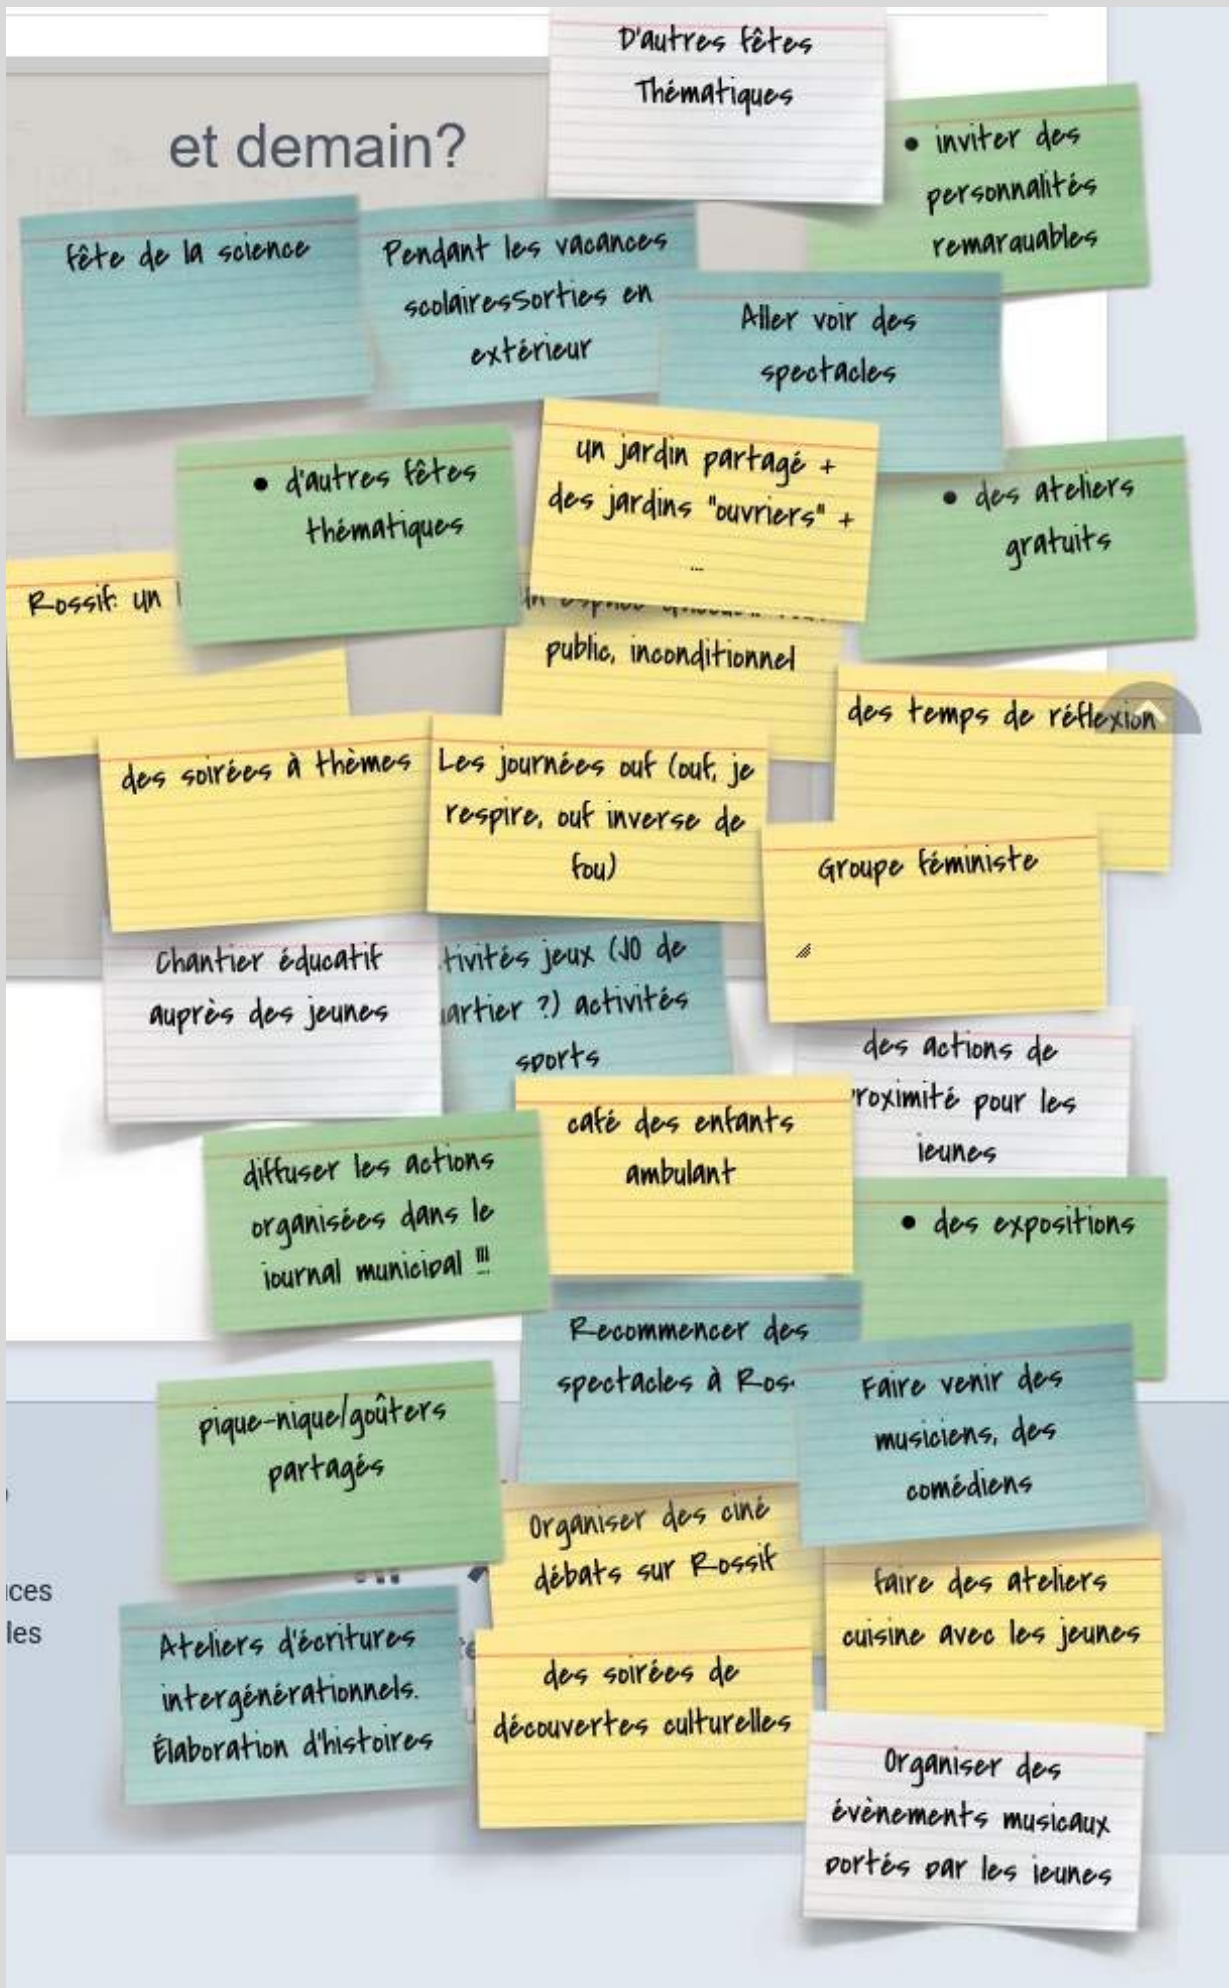 D'autres fêtes
Thématiques
et demain?
• inviter des
personnalités
remarquables
fête de la science
Pendant les vacances
scolairesSorties en
extérieur
Aller voir des
spectacles
• d'autres fêtes
thématiques
un jardin partagé +
des jardins "ouvriers" +
...
• des ateliers
gratuits
Rossif: un
public, inconditionnel
des temps de réflexion
des soirées à thèmes
Les journées ouf (ouf, je
respire, ouf inverse de
fou)
Groupe féministe
Chantier éducatif
auprès des jeunes
tivités jeux (JO de
artier ?) activités
sports
des actions de
roximité pour les
jeunes
café des enfants
ambulant
diffuser les actions
organisées dans le
journal municipal !!!
• des expositions
Recommencer des
spectacles à Ros
Faire venir des
musiciens, des
comédiens
pique-nique/goûters
partagés
Organiser des ciné
débats sur Rossif
faire des ateliers
cuisine avec les jeunes
ces
les
Ateliers d'écritures
intergénérationnels.
Élaboration d'histoires
des soirées de
découvertes culturelles
Organiser des
évènements musicaux
portés par les jeunes